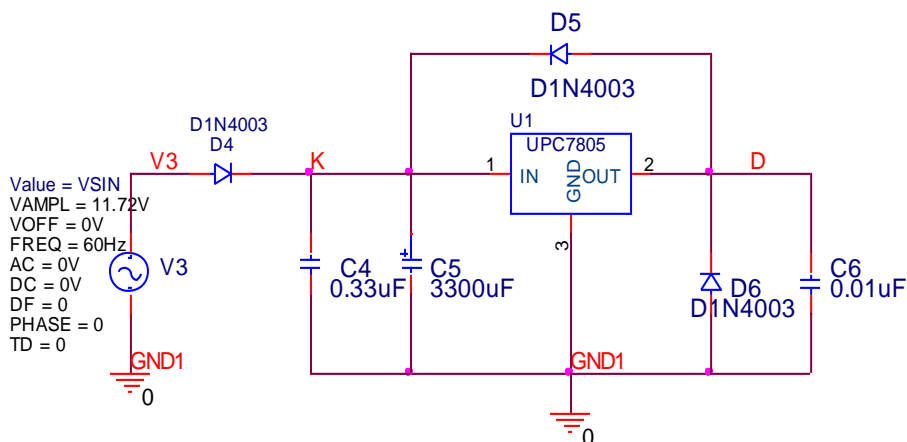 D5
D1N4003
U1
UPC7805
D1N4003
D4
V3
K
1
IN
GND
OUT
2
D
3
Value = VSIN
VAMPL = 11.72V
VOFF = 0V
FREQ = 60Hz
AC = 0V
DC = 0V
DF = 0
PHASE = 0
TD = 0
V3
C4
0.33uF
C5
3300uF
D6
D1N4003
C6
0.01uF
GND1
0
GND1
0